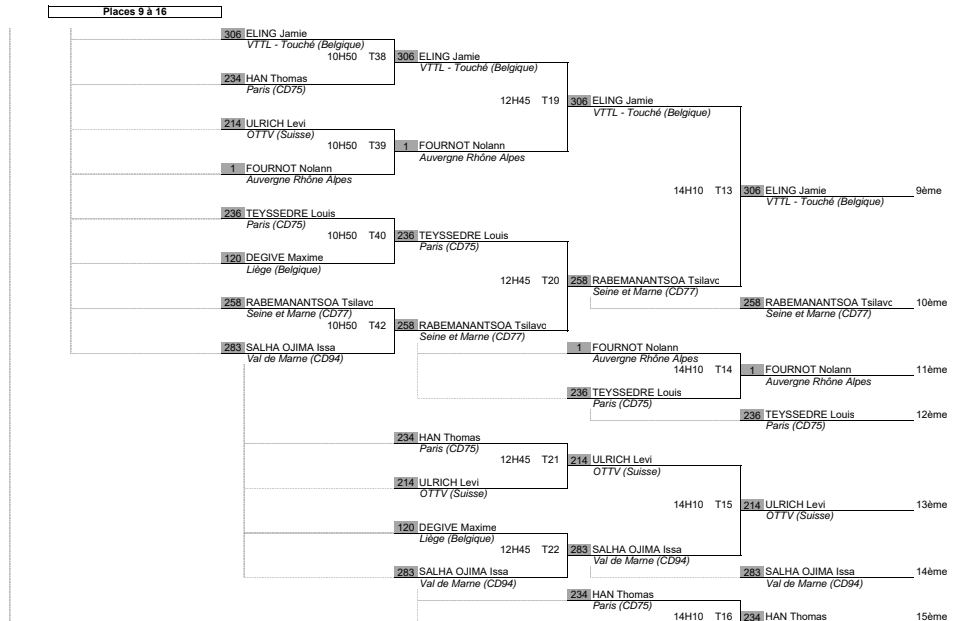 Places 9 à 16
306 ELING Jamie
VTTL - Touché (Belgique)
10H50 T38 306 ELING Jamie
VTTL - Touché (Belgique)
234 HAN Thomas
Paris (CD75)
12H45 T19 306 ELING Jamie
VTTL - Touché (Belgique)
214 ULRICH Levi
OTTV (Suisse)
10H50 T39 1 FOURNOT Nolann
Auvergne Rhône Alpes
1 FOURNOT Nolann
Auvergne Rhône Alpes
14H10 T13 306 ELING Jamie 9ème
VTTL - Touché (Belgique)
236 TEYSSEDRE Louis
Paris (CD75)
10H50 T40 236 TEYSSEDRE Louis
Paris (CD75)
120 DEGIVE Maxime
Liège (Belgique)
12H45 T20 258 RABEMANANTSOA Tsilavo
Seine et Marne (CD77)
258 RABEMANANTSOA Tsilavo
Seine et Marne (CD77)
258 RABEMANANTSOA Tsilavo 10ème
Seine et Marne (CD77)
10H50 T42 258 RABEMANANTSOA Tsilavo
Seine et Marne (CD77)
283 SALHA OJIMA Issa
Val de Marne (CD94)
1 FOURNOT Nolann
Auvergne Rhône Alpes
14H10 T14 1 FOURNOT Nolann 11ème
Auvergne Rhône Alpes
236 TEYSSEDRE Louis
Paris (CD75)
236 TEYSSEDRE Louis 12ème
Paris (CD75)
234 HAN Thomas
Paris (CD75)
12H45 T21 214 ULRICH Levi
OTTV (Suisse)
214 ULRICH Levi
OTTV (Suisse)
14H10 T15 214 ULRICH Levi 13ème
OTTV (Suisse)
120 DEGIVE Maxime
Liège (Belgique)
12H45 T22 283 SALHA OJIMA Issa
Val de Marne (CD94)
283 SALHA OJIMA Issa
Val de Marne (CD94)
283 SALHA OJIMA Issa 14ème
Val de Marne (CD94)
234 HAN Thomas
Paris (CD75)
14H10 T16 234 HAN Thomas 15ème